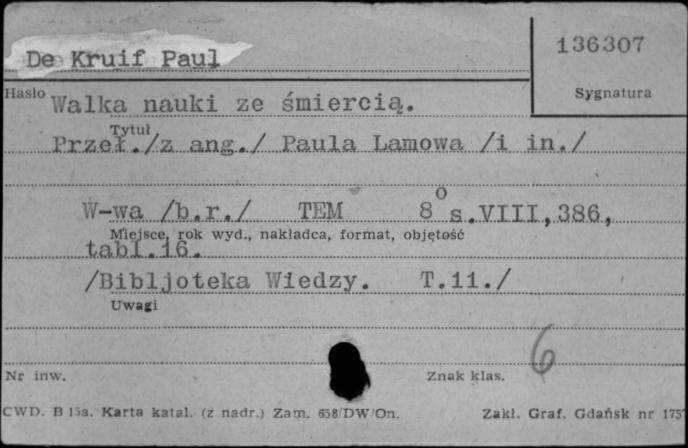 De Kruif Paul
136307
Hasło
Sygnatura
Walka nauki ze śmiercią.
Tytuł
Przeł./z ang./ Paula Lamowa /i in./
W-wa /b.r./ TEM 8° s.VIII,386,
Miejsce, rok wyd., nakładca, format, objętość
tabl.16.
/Bibljoteka Wiedzy. T.11./
Uwagi
6
Nr inw.
Znak klas.
CWD. B 15a. Karta katal. (z nadr.) Zam. 658/DW/On. Zakł. Graf. Gdańsk nr 1757